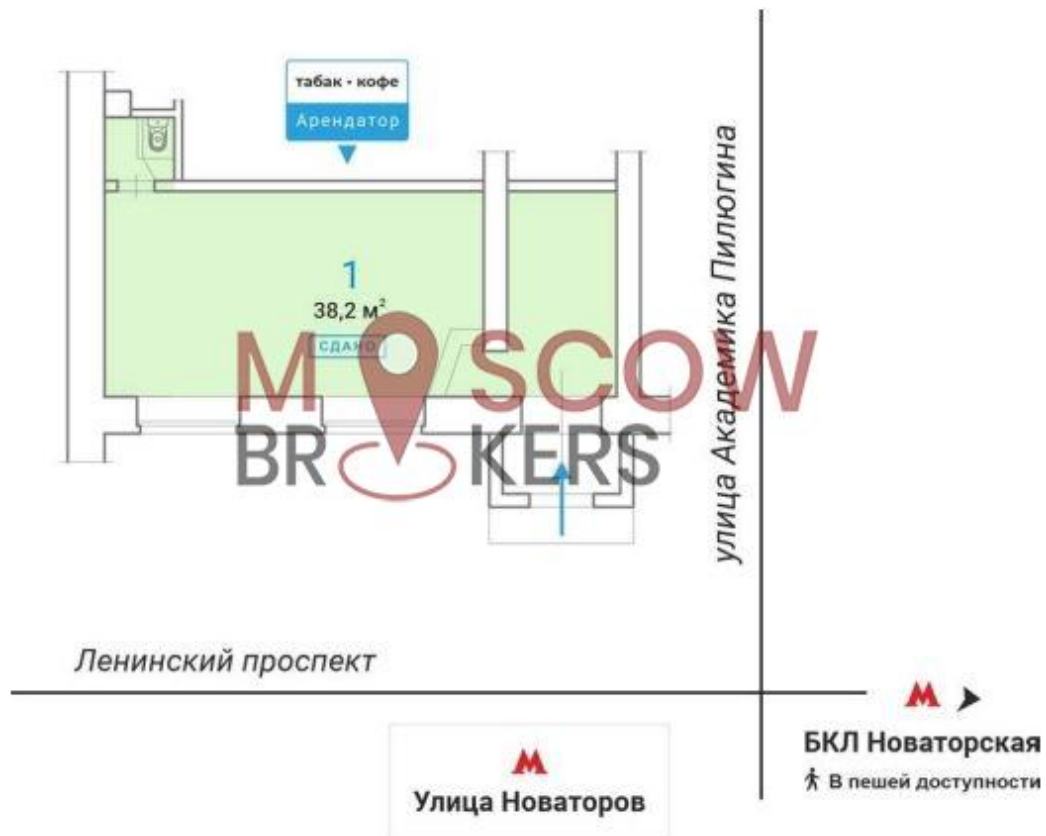 табак - кофе
Арендатор
улица Академика Пилюгина
1
38,2 м²
СДАНО
MOSCOW
BROKERS
Ленинский проспект
М
БКЛ Новаторская
В пешей доступности
М
Улица Новаторов